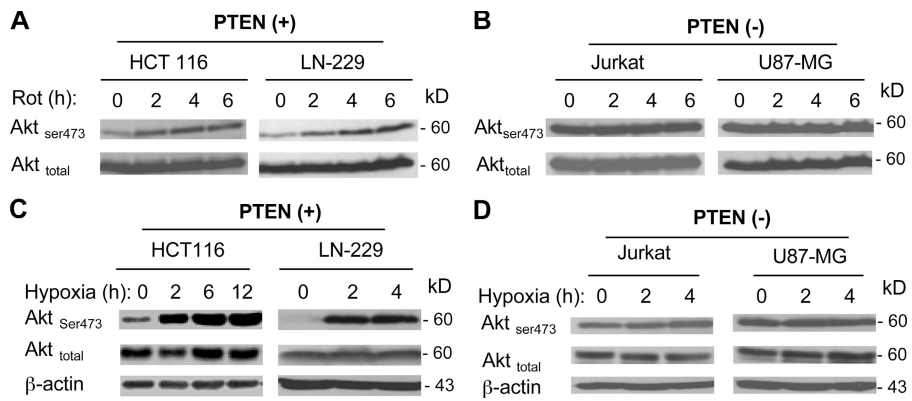 A
PTEN (+)
HCT 116 LN-229
Rot (h): 0 2 4 6 0 2 4 6 kD
Akt ser473 - 60
Akt total - 60
B
PTEN (-)
Jurkat U87-MG
0 2 4 6 0 2 4 6 kD
Aktser473 - 60
Akttotal - 60
C
PTEN (+)
HCT116 LN-229
Hypoxia (h): 0 2 6 12 0 2 4 kD
Akt Ser473 - 60
Akt total - 60
β-actin - 43
D
PTEN (-)
Jurkat U87-MG
Hypoxia (h): 0 2 4 0 2 4 kD
Akt ser473 - 60
Akt total - 60
β-actin - 43